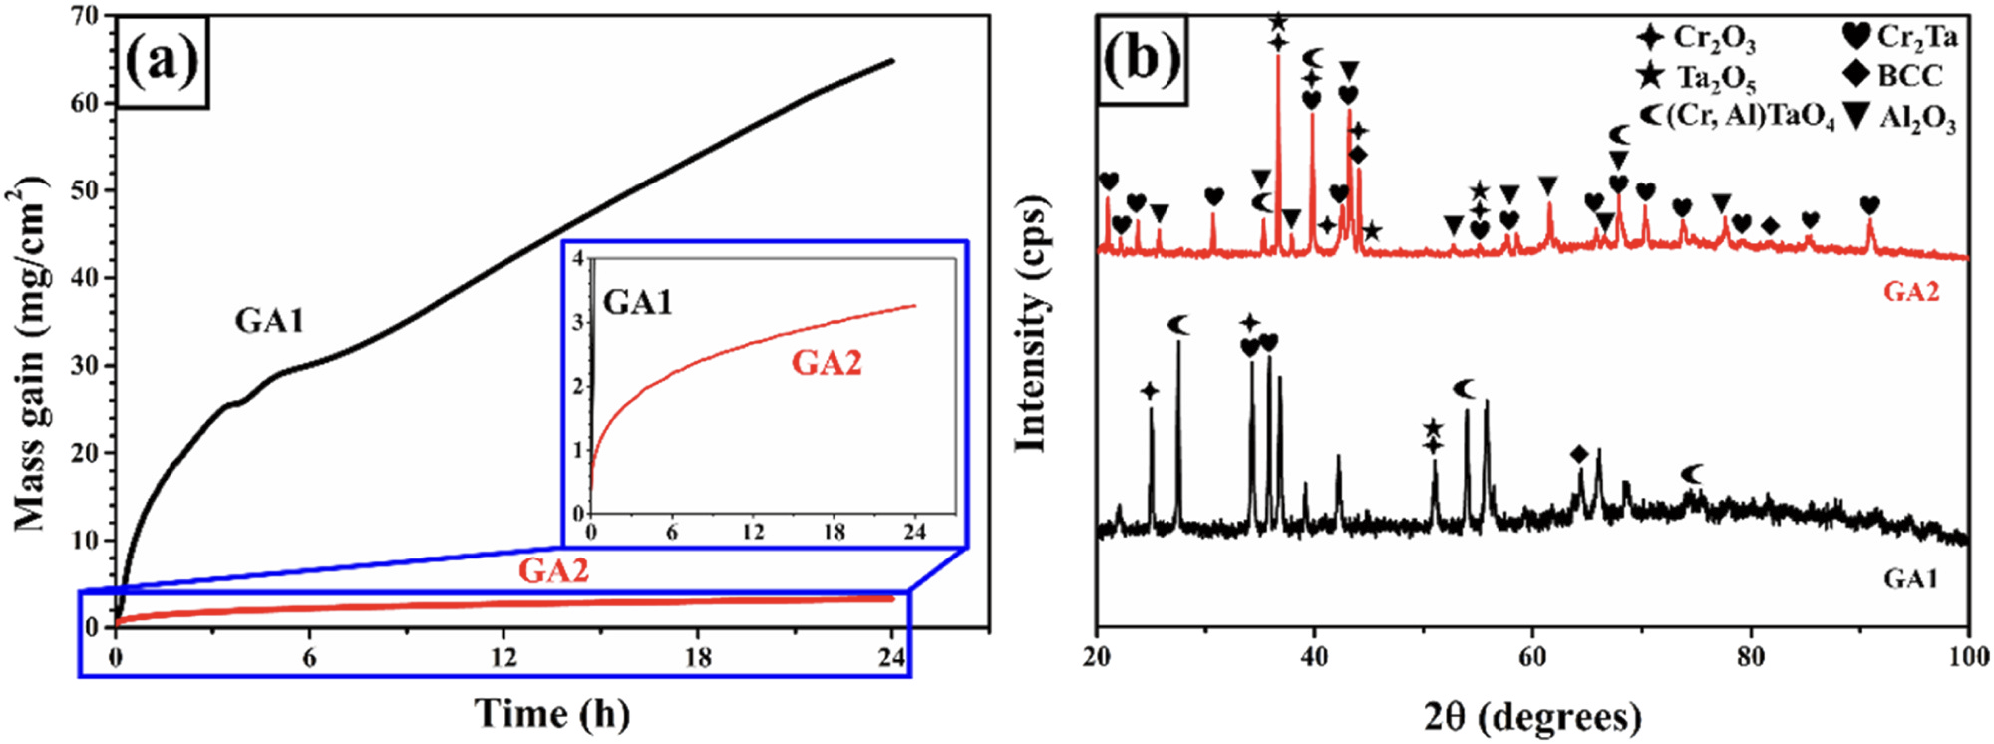 (a)
70
60
50
40
30
20
10
0
Mass gain (mg/cm²)
GA1
GA2
4
3
2
1
0
GA1
GA2
0 6 12 18 24
0 6 12 18 24
Time (h)
(b)
Cr₂O₃ Cr₂Ta
Ta₂O₅ BCC
(Cr, Al)TaO₄ Al₂O₃
Intensity (cps)
GA2
GA1
20 40 60 80 100
2θ (degrees)